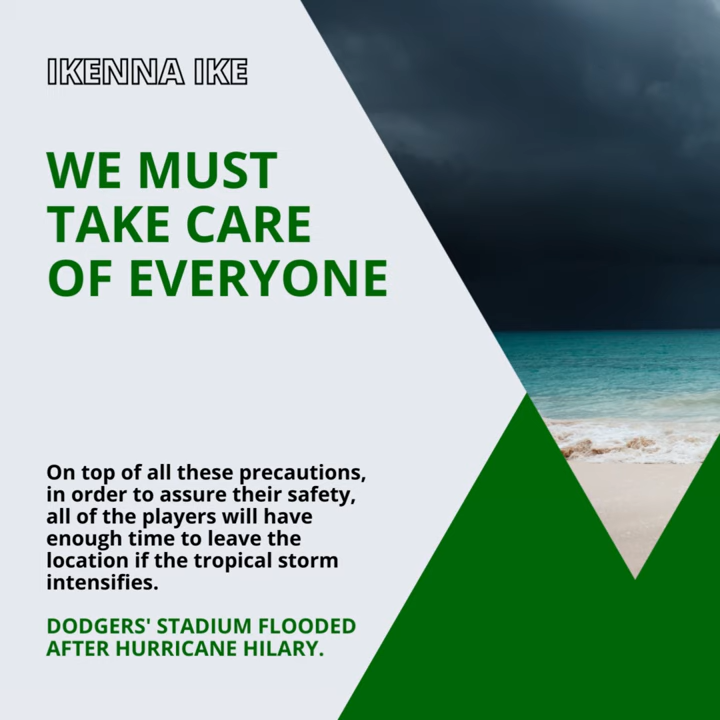 IKENNA IKE
WE MUST
TAKE CARE
OF EVERYONE
On top of all these precautions,
in order to assure their safety,
all of the players will have
enough time to leave the
location if the tropical storm
intensifies.
DODGERS' STADIUM FLOODED
AFTER HURRICANE HILARY.